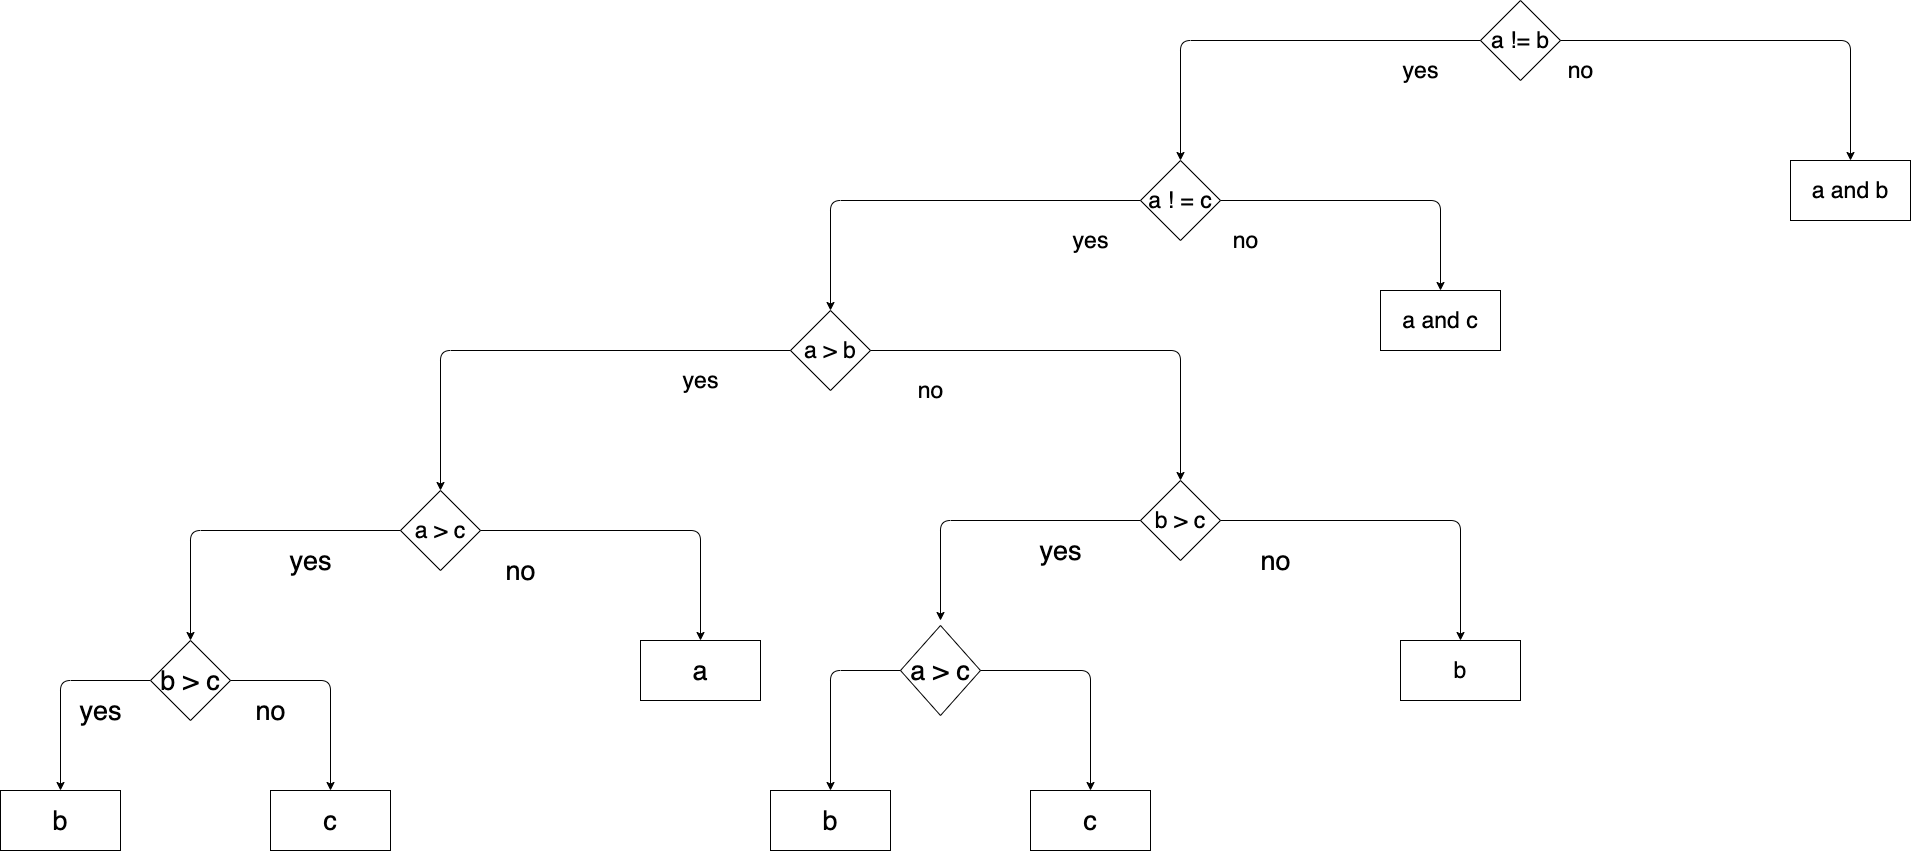 a != b
yes
no
a ! = c
a and b
yes
no
a and c
a > b
yes
no
a > c
b > c
yes
no
yes
no
b > c
a
a > c
b
yes
no
b
c
b
c